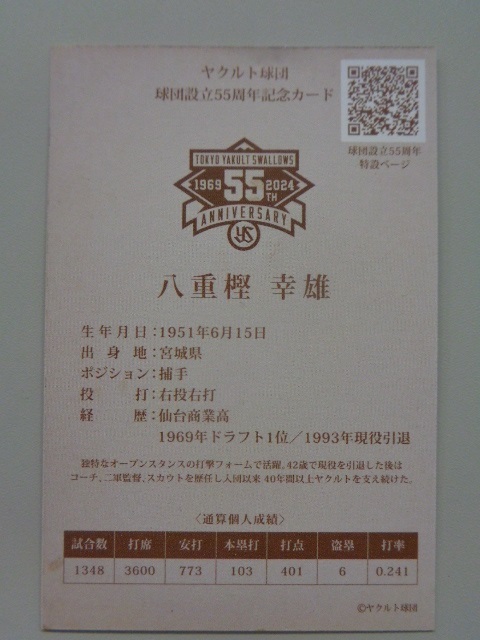 ヤクルト球団
球団設立55周年記念カード
球団設立55周年
特設ページ
TOKYO YAKULT SWALLOWS
1969 55TH 2024
ANNIVERSARY
YS
八重樫 幸雄
生年月日：1951年6月15日
出身地：宮城県
ポジション：捕手
投打：右投右打
経歴：仙台商業高
1969年ドラフト1位／1993年現役引退
独特なオープンスタンスの打撃フォームで活躍。42歳で現役を引退した後は
コーチ、二軍監督、スカウトを歴任し入団以来40年間以上ヤクルトを支え続けた。
〈通算個人成績〉
試合数 打席 安打 本塁打 打点 盗塁 打率
1348 3600 773 103 401 6 0.241
©ヤクルト球団